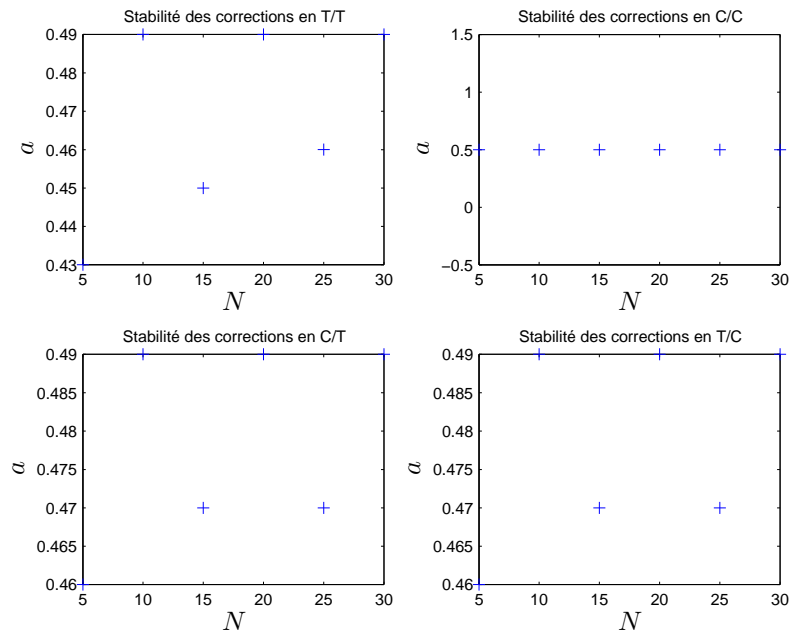 Stabilité des corrections en T/T
0.49
0.48
0.47
0.46
0.45
0.44
0.43
a
5 10 15 20 25 30
N
Stabilité des corrections en C/C
1.5
1
0.5
0
−0.5
a
5 10 15 20 25 30
N
Stabilité des corrections en C/T
0.49
0.485
0.48
0.475
0.47
0.465
0.46
a
5 10 15 20 25 30
N
Stabilité des corrections en T/C
0.49
0.485
0.48
0.475
0.47
0.465
0.46
a
5 10 15 20 25 30
N